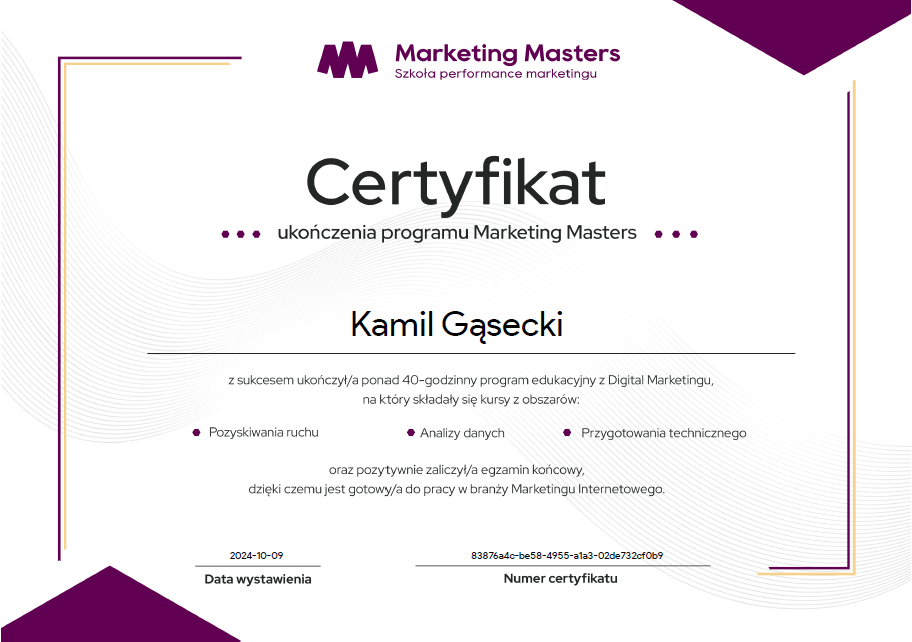 Marketing Masters
Szkoła performance marketingu
Certyfikat
ukończenia programu Marketing Masters
Kamil Gąsecki
z sukcesem ukończył/a ponad 40-godzinny program edukacyjny z Digital Marketingu,
na który składały się kursy z obszarów:
Pozyskiwania ruchu Analizy danych Przygotowania technicznego
oraz pozytywnie zaliczył/a egzamin końcowy,
dzięki czemu jest gotowy/a do pracy w branży Marketingu Internetowego.
2024-10-09 83876a4c-be58-4955-a1a3-02de732cf0b9
Data wystawienia Numer certyfikatu